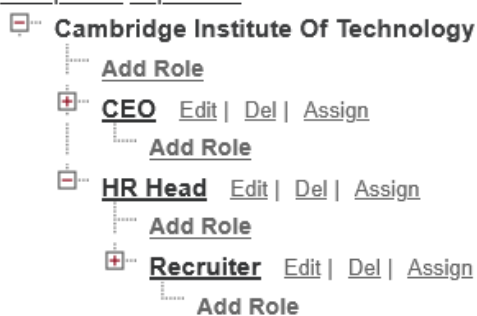 Cambridge Institute Of Technology
Add Role
CEO Edit | Del | Assign
Add Role
HR Head Edit | Del | Assign
Add Role
Recruiter Edit | Del | Assign
Add Role